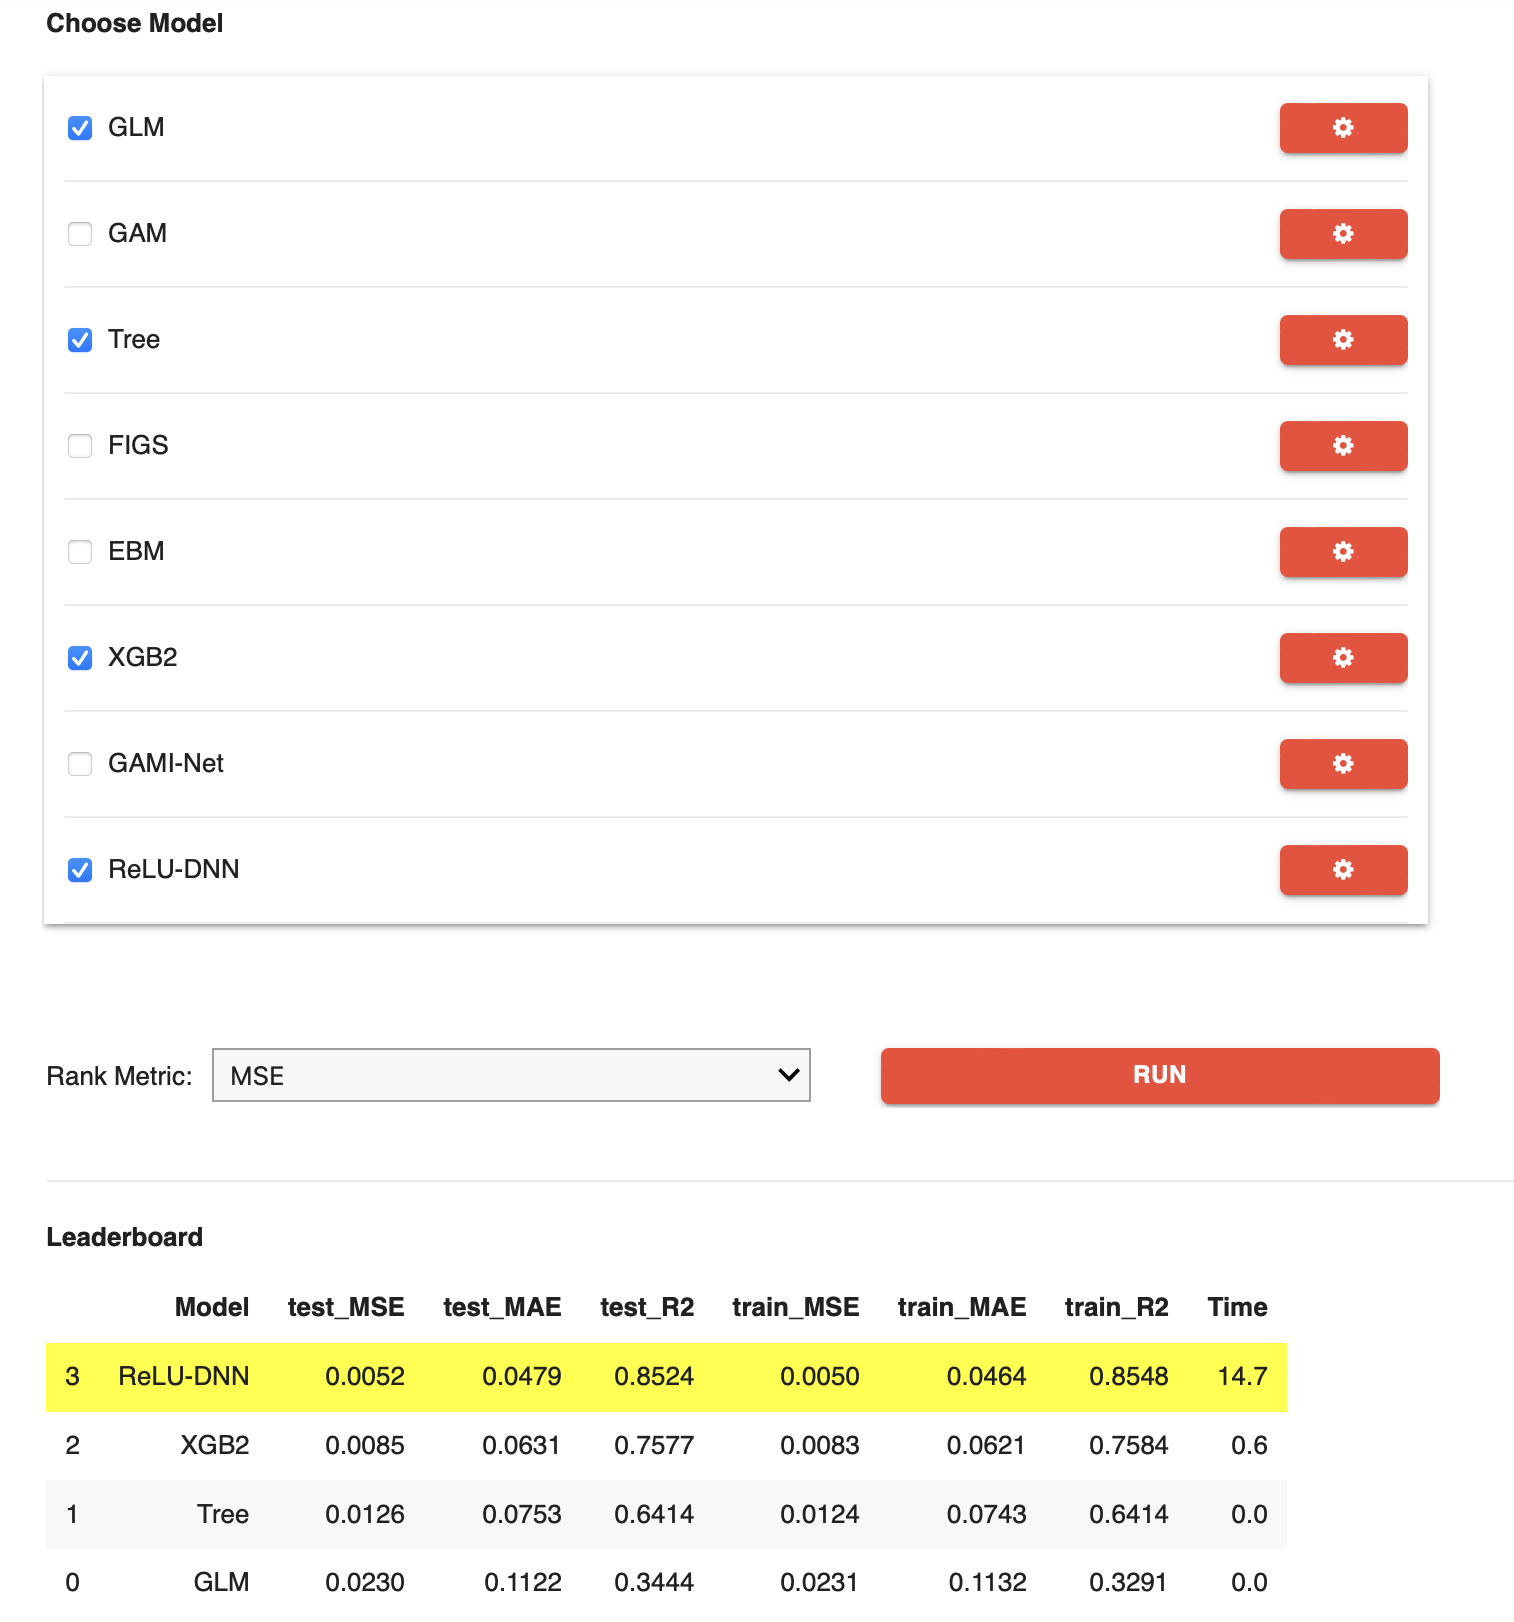 Choose Model
GLM
GAM
Tree
FIGS
EBM
XGB2
GAMI-Net
ReLU-DNN
Rank Metric: MSE RUN
Leaderboard
Model test_MSE test_MAE test_R2 train_MSE train_MAE train_R2 Time
3 ReLU-DNN 0.0052 0.0479 0.8524 0.0050 0.0464 0.8548 14.7
2 XGB2 0.0085 0.0631 0.7577 0.0083 0.0621 0.7584 0.6
1 Tree 0.0126 0.0753 0.6414 0.0124 0.0743 0.6414 0.0
0 GLM 0.0230 0.1122 0.3444 0.0231 0.1132 0.3291 0.0